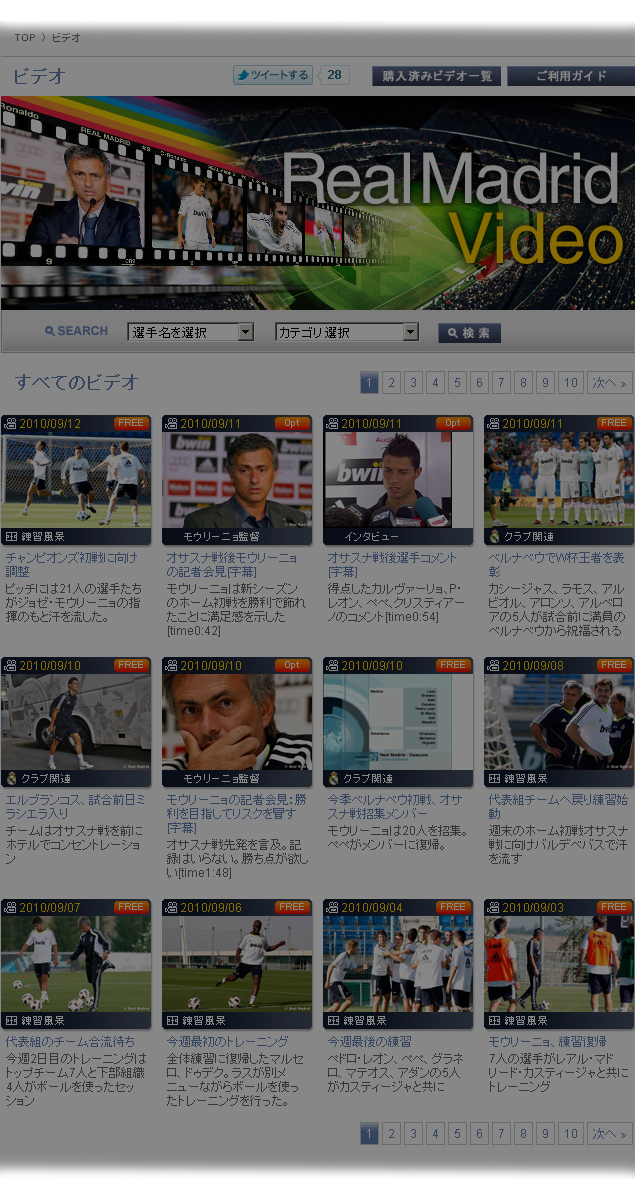 TOP 〉 ビデオ
ビデオ
ツイートする 28
購入済みビデオ一覧
ご利用ガイド
Ronaldo
REAL MADRID
C-Ronaldo
bwin
Real Madrid
Video
9
SEARCH
選手名を選択
カテゴリ選択
検索
すべてのビデオ
1 2 3 4 5 6 7 8 9 10 次へ »
2010/09/12 FREE
練習風景
チャンピオンズ初戦に向け
調整
ピッチには21人の選手たち
がジョゼ・モウリーニョの指
揮のもと汗を流した。
2010/09/11 Opt
bwin
モウリーニョ監督
オサスナ戦後モウリーニョ
の記者会見[字幕]
モウリーニョは新シーズン
のホーム初戦を勝利で飾れ
たことに満足感を示した
[time0:42]
2010/09/11 Opt
bwin
インタビュー
オサスナ戦後選手コメント
[字幕]
得点したカルヴァーリョ、P・
レオン、ペペ、クリスティアー
ノのコメント[time0:54]
2010/09/11 FREE
クラブ関連
ベルナベウでW杯王者を表
彰
カシージャス、ラモス、アル
ビオル、アロンソ、アルベロ
アの5人が試合前に満員の
ベルナベウから祝福される
2010/09/10 FREE
クラブ関連
エルブランコス、試合前日ミ
ラシエラ入り
チームはオサスナ戦を前に
ホテルでコンセントレーショ
ン
2010/09/10 Opt
モウリーニョ監督
モウリーニョの記者会見：勝
利を目指してリスクを冒す
[字幕]
オサスナ戦先発を言及。記
録はいらない。勝ち点が欲し
い[time1:48]
2010/09/10 FREE
Real Madrid - Osasuna
クラブ関連
今季ベルナベウ初戦、オサ
スナ戦招集メンバー
モウリーニョは20人を招集。
ペペがメンバーに復帰。
2010/09/08 FREE
練習風景
代表組チームへ戻り練習始
動
週末のホーム初戦オサスナ
戦に向けバルデベバスで汗
を流す
2010/09/07 FREE
練習風景
代表組のチーム合流待ち
今週2日目のトレーニングは
トップチーム7人と下部組織
4人がボールを使ったセッ
ション
2010/09/06 FREE
練習風景
今週最初のトレーニング
全体練習に復帰したマルセ
ロ、ドゥデク。ラスが別メ
ニューながらボールを使っ
たトレーニングを行った。
2010/09/04 FREE
練習風景
今週最後の練習
ペドロ・レオン、ペペ、グラネ
ロ、マテオス、アダンの5人
がカスティージャと共に
2010/09/03 FREE
練習風景
モウリーニョ、練習復帰
7人の選手がレアル・マド
リード・カスティージャと共に
トレーニング
1 2 3 4 5 6 7 8 9 10 次へ »